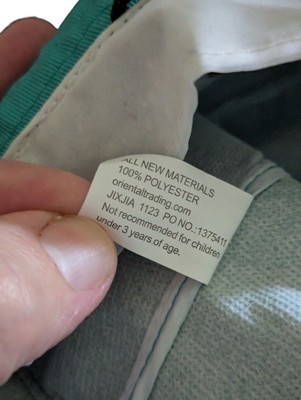 ALL NEW MATERIALS
100% POLYESTER
orientaltrading.com
JIXJIA 1123 PO NO.:1375411
Not recommended for children
under 3 years of age.